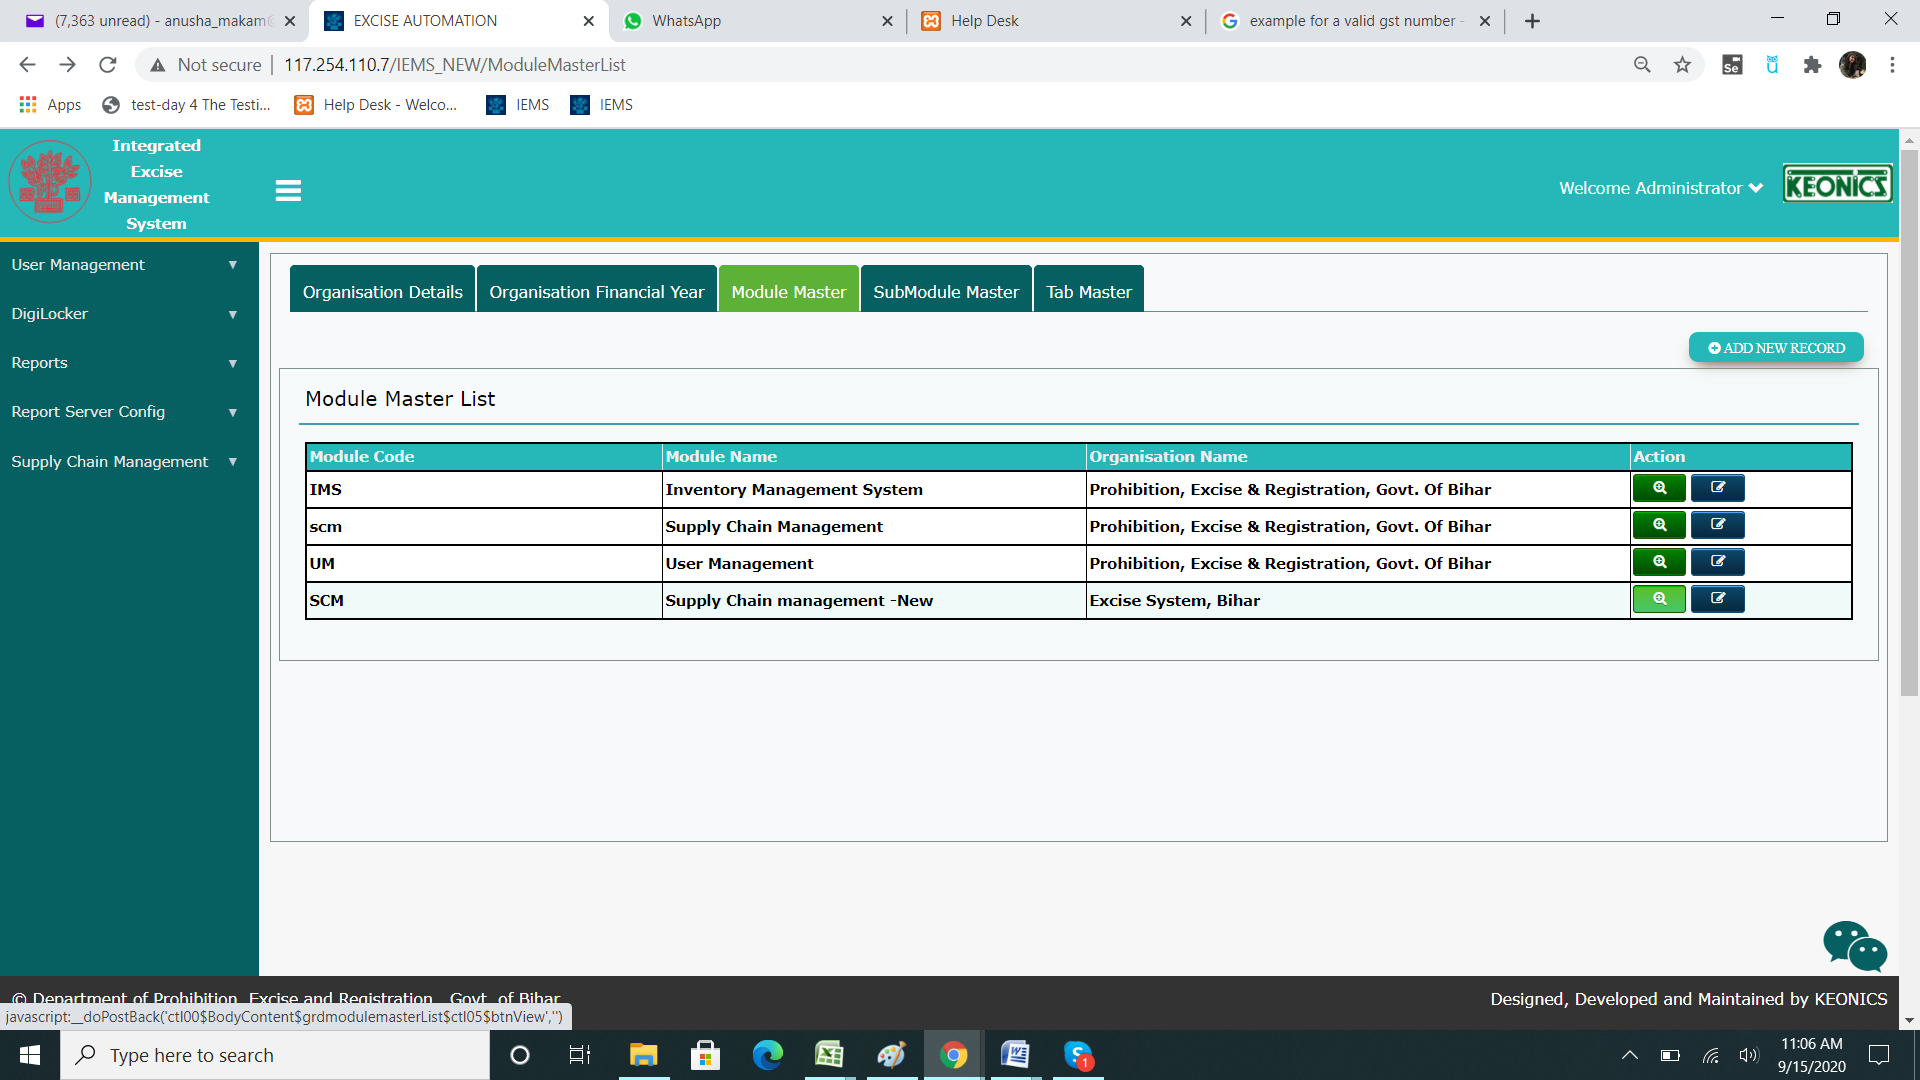 (7,363 unread) - anusha_makam@
EXCISE AUTOMATION
WhatsApp
Help Desk
example for a valid gst number -
Not secure
117.254.110.7/IEMS_NEW/ModuleMasterList
Se
Apps
test-day 4 The Testi...
Help Desk - Welco...
IEMS
IEMS
Integrated
Excise
Management
System
Welcome Administrator
KEONICS
User Management
DigiLocker
Reports
Report Server Config
Supply Chain Management
Organisation Details
Organisation Financial Year
Module Master
SubModule Master
Tab Master
ADD NEW RECORD
Module Master List
Module Code Module Name Organisation Name Action
IMS Inventory Management System Prohibition, Excise & Registration, Govt. Of Bihar
scm Supply Chain Management Prohibition, Excise & Registration, Govt. Of Bihar
UM User Management Prohibition, Excise & Registration, Govt. Of Bihar
SCM Supply Chain management -New Excise System, Bihar
© Department of Prohibition, Excise and Registration , Govt. of Bihar
Designed, Developed and Maintained by KEONICS
javascript:__doPostBack('ctl00$BodyContent$grdmodulemasterList$ctl05$btnView','')
Type here to search
1
11:06 AM
9/15/2020